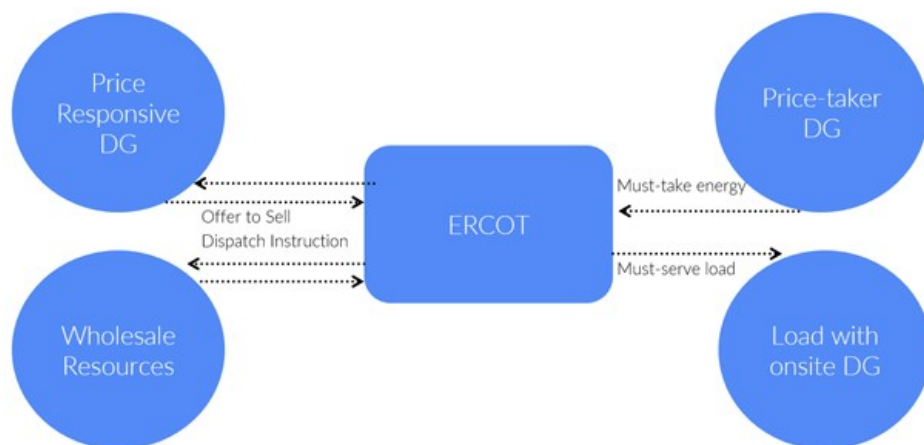 Price
Responsive
DG
Price-taker
DG
Must-take energy
Offer to Sell
Dispatch Instruction
ERCOT
Must-serve load
Wholesale
Resources
Load with
onsite DG